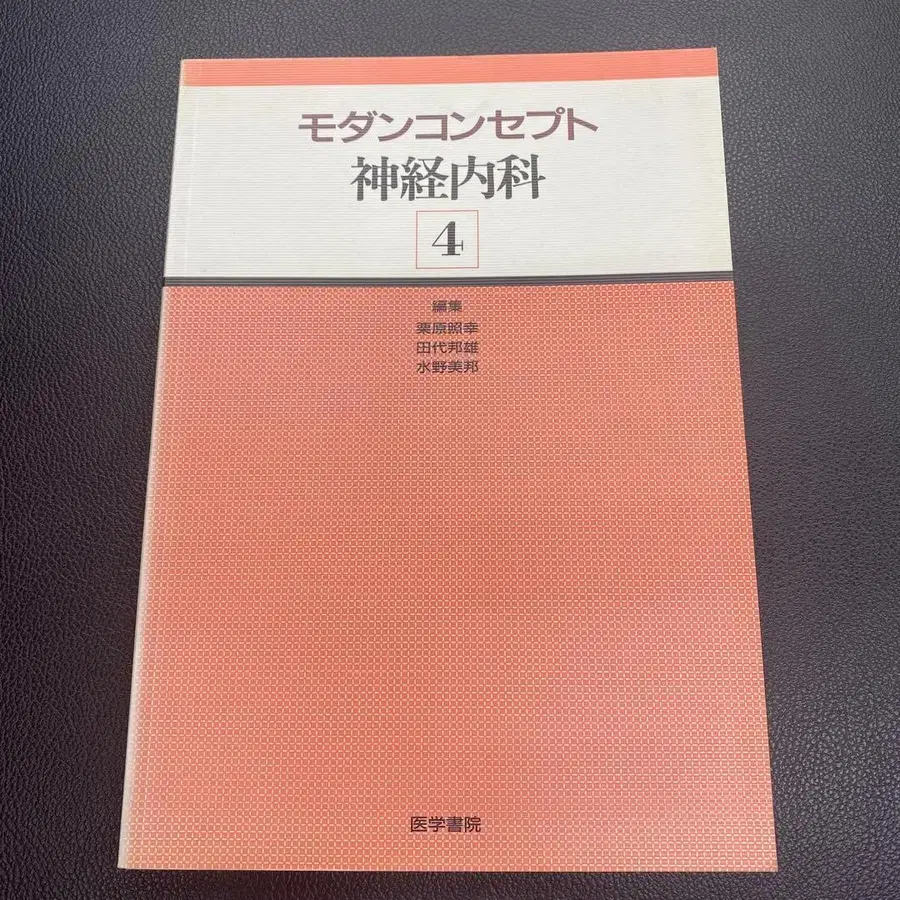 モダンコンセプト
神経内科
4
編集
栗原照幸
田代邦雄
水野美邦
医学書院